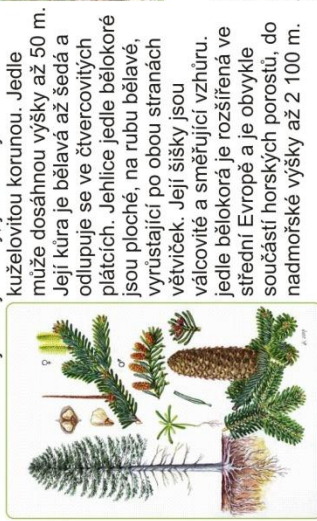 kuželovitou korunou. Jedle
může dosáhnou výšky až 50 m.
Její kůra je bělavá až šedá a
odlupuje se ve čtvercovitých
plátcích. Jehlice jedle bělokoré
jsou ploché, na rubu bělavé,
vyrůstající po obou stranách
větviček. Její šišky jsou
válcovité a směřující vzhůru.
jedle bělokorá je rozšířená ve
střední Evropě a je obvykle
součástí horských porostů, do
nadmořské výšky až 2 100 m.
♀
♂